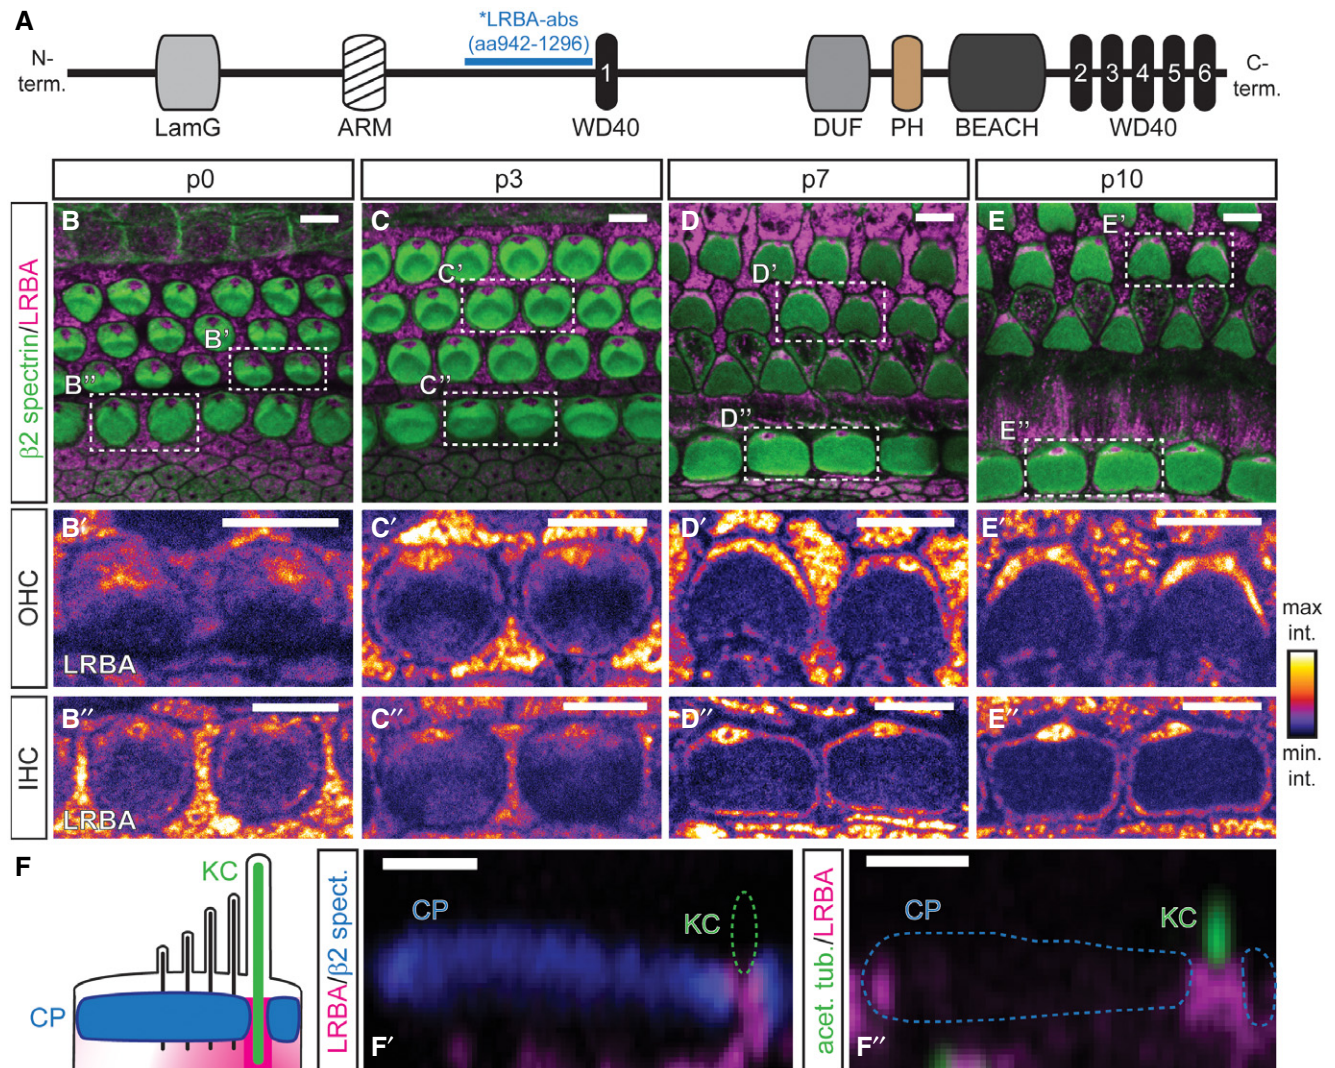 A
N-
term.
*LRBA-abs
(aa942-1296)
1
2 3 4 5 6
C-
term.
LamG ARM WD40 DUF PH BEACH WD40
p0 p3 p7 p10
β2 spectrin/LRBA
B C D E
B' C' D' E'
B'' C'' D'' E''
OHC
B′ C′ D′ E′
LRBA
IHC
B″ C″ D″ E″
LRBA
max
int.
min.
int.
F
KC
CP
LRBA/β2 spect.
CP
KC
F′
acet. tub./LRBA
CP
KC
F″